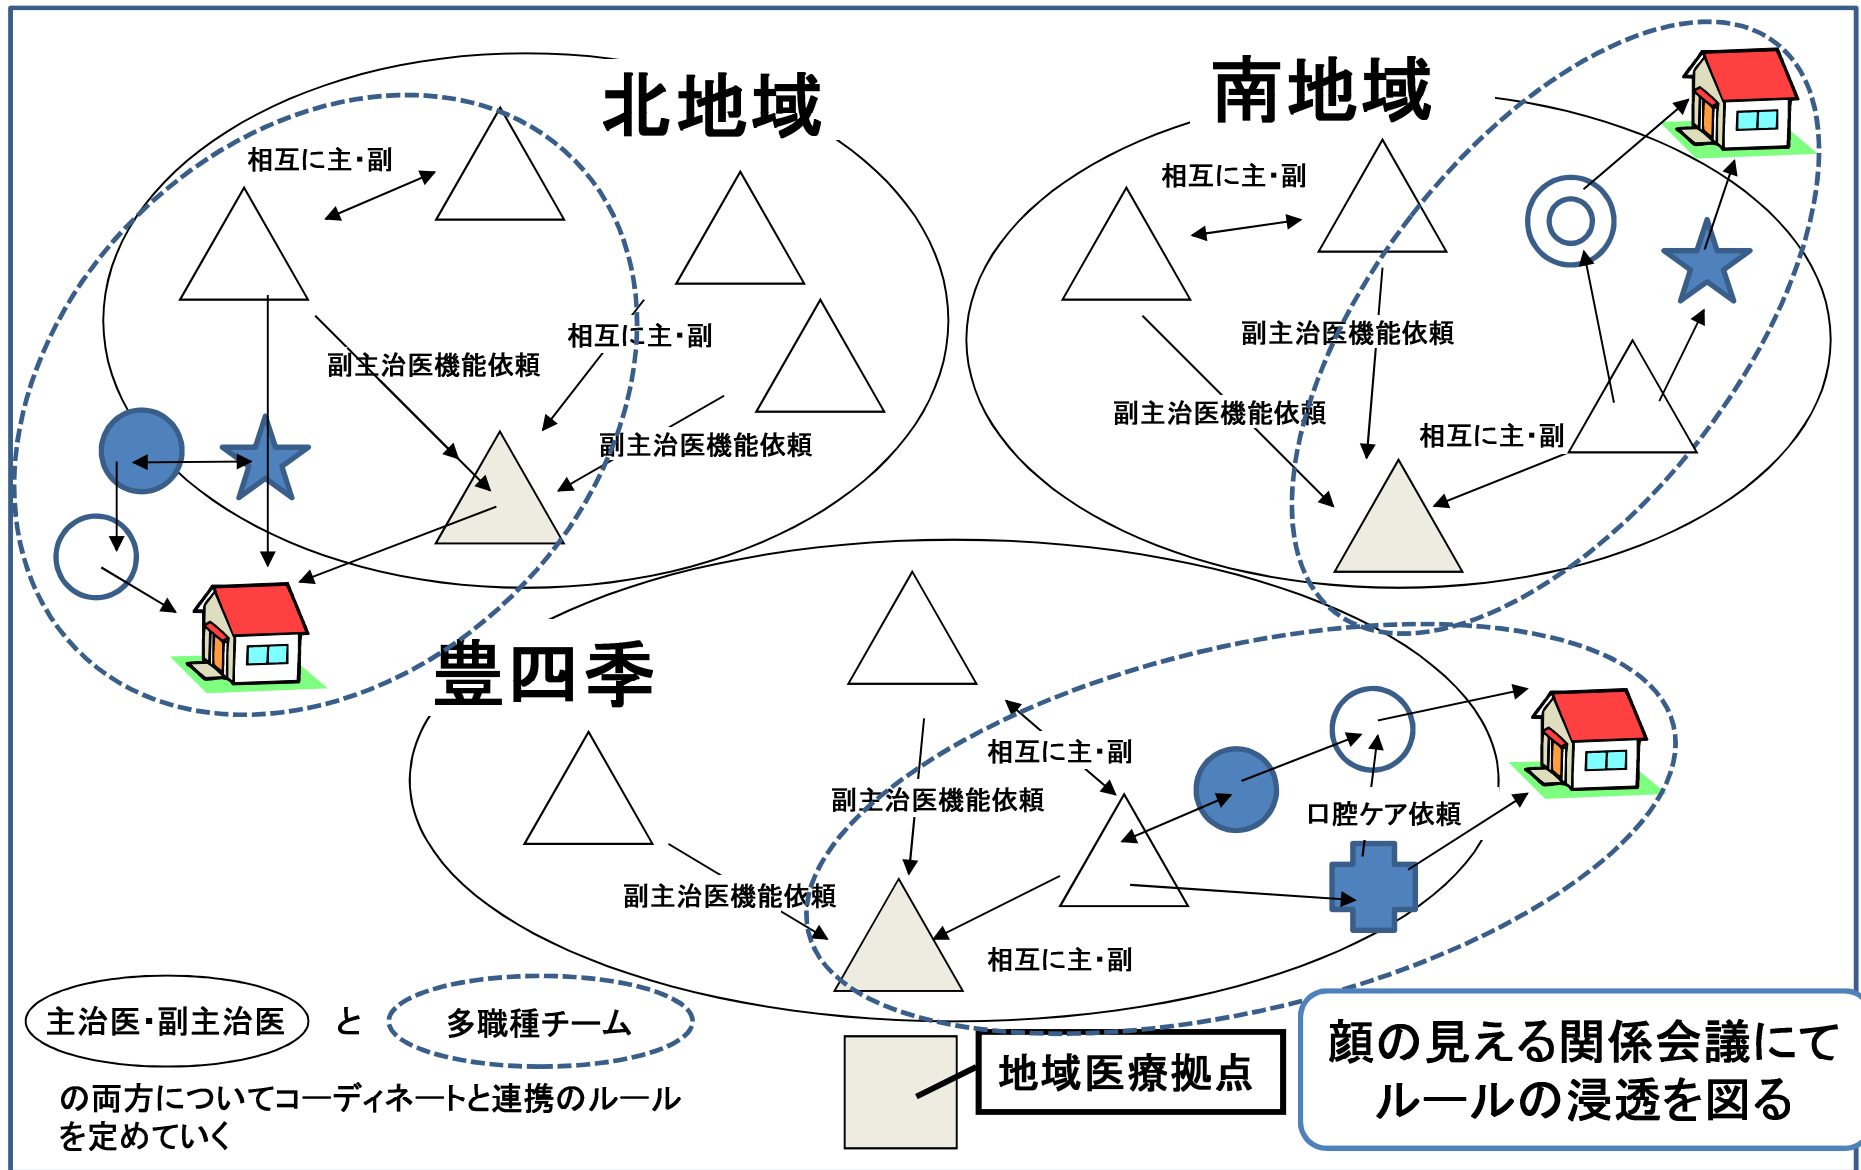 北地域
相互に主・副
相互に主・副
副主治医機能依頼
副主治医機能依頼
南地域
相互に主・副
副主治医機能依頼
副主治医機能依頼
相互に主・副
豊四季
相互に主・副
副主治医機能依頼
口腔ケア依頼
副主治医機能依頼
相互に主・副
主治医・副主治医 と 多職種チーム
の両方についてコーディネートと連携のルール
を定めていく
地域医療拠点
顔の見える関係会議にて
ルールの浸透を図る